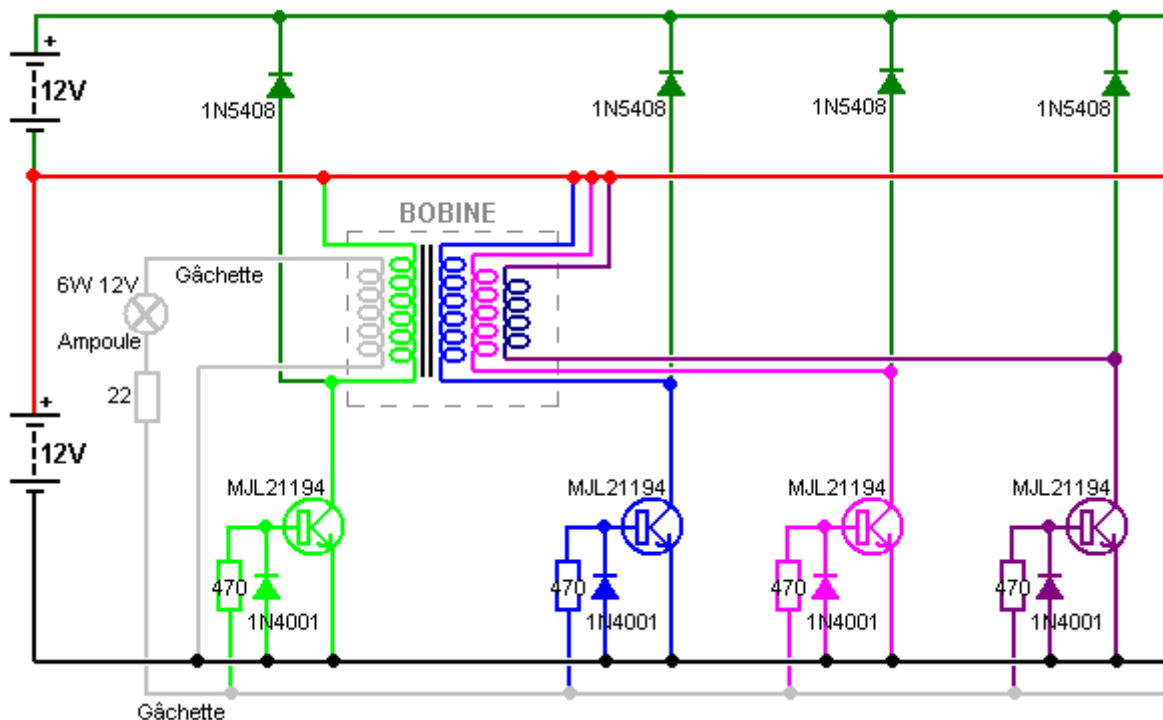 +
12V
1N5408
1N5408
1N5408
1N5408
BOBINE
Gâchette
6W 12V
Ampoule
22
+
12V
MJL21194
MJL21194
MJL21194
MJL21194
470
470
470
470
1N4001
1N4001
1N4001
1N4001
Gâchette